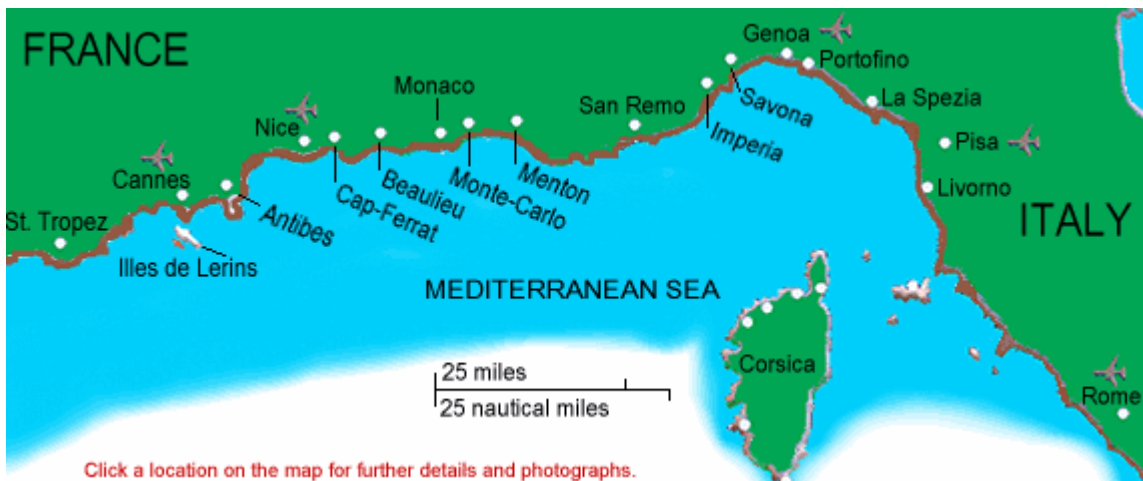 FRANCE
Genoa
Portofino
Monaco
La Spezia
San Remo
Savona
Nice
Imperia
Pisa
Cannes
Menton
Monte-Carlo
Beaulieu
Cap-Ferrat
Livorno
St. Tropez
Antibes
ITALY
Illes de Lerins
MEDITERRANEAN SEA
25 miles
Corsica
25 nautical miles
Rome
Click a location on the map for further details and photographs.